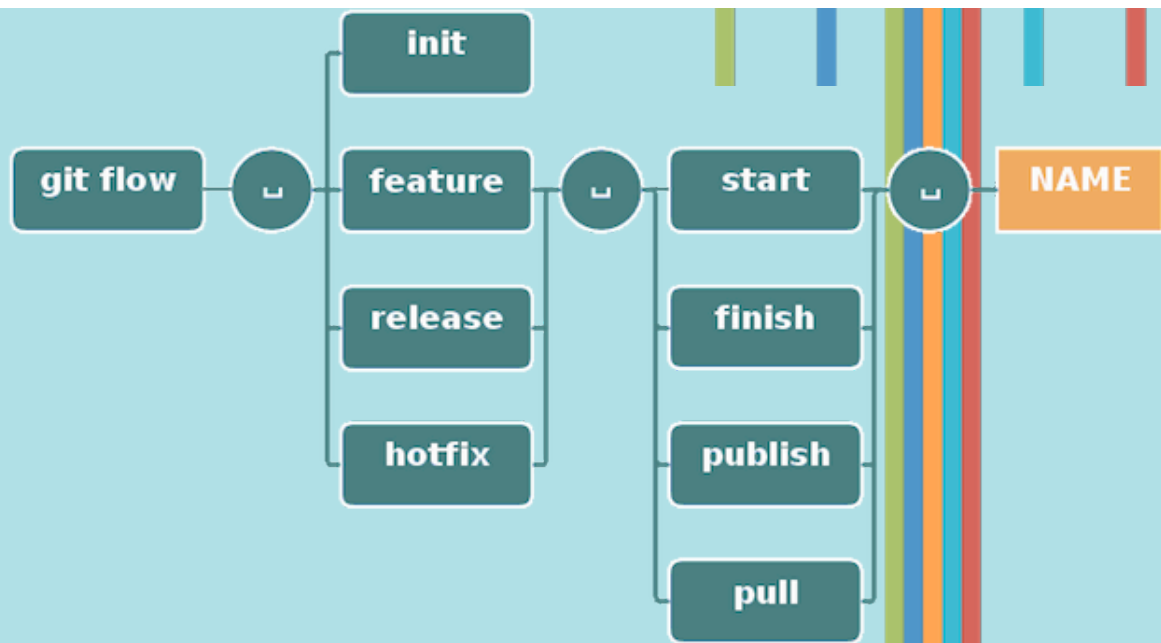 init
git flow ␣ feature ␣ start ␣ NAME
release finish
hotfix publish
pull